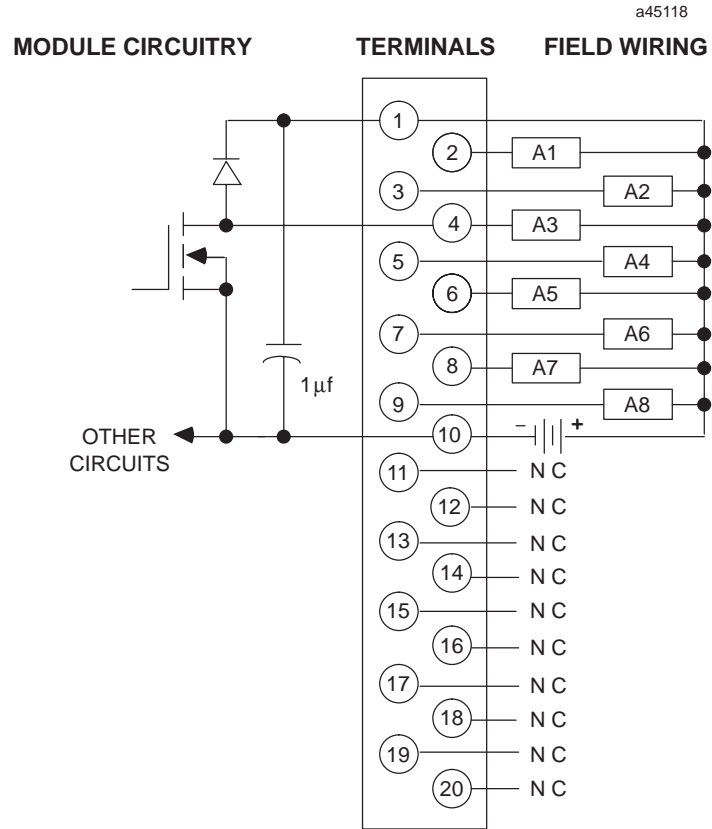 a45118
MODULE CIRCUITRY TERMINALS FIELD WIRING
1
2 A1
3 A2
4 A3
5 A4
6 A5
7 A6
8 A7
1μf
9 A8
OTHER CIRCUITS
10 − +
11 N C
12 N C
13 N C
14 N C
15 N C
16 N C
17 N C
18 N C
19 N C
20 N C